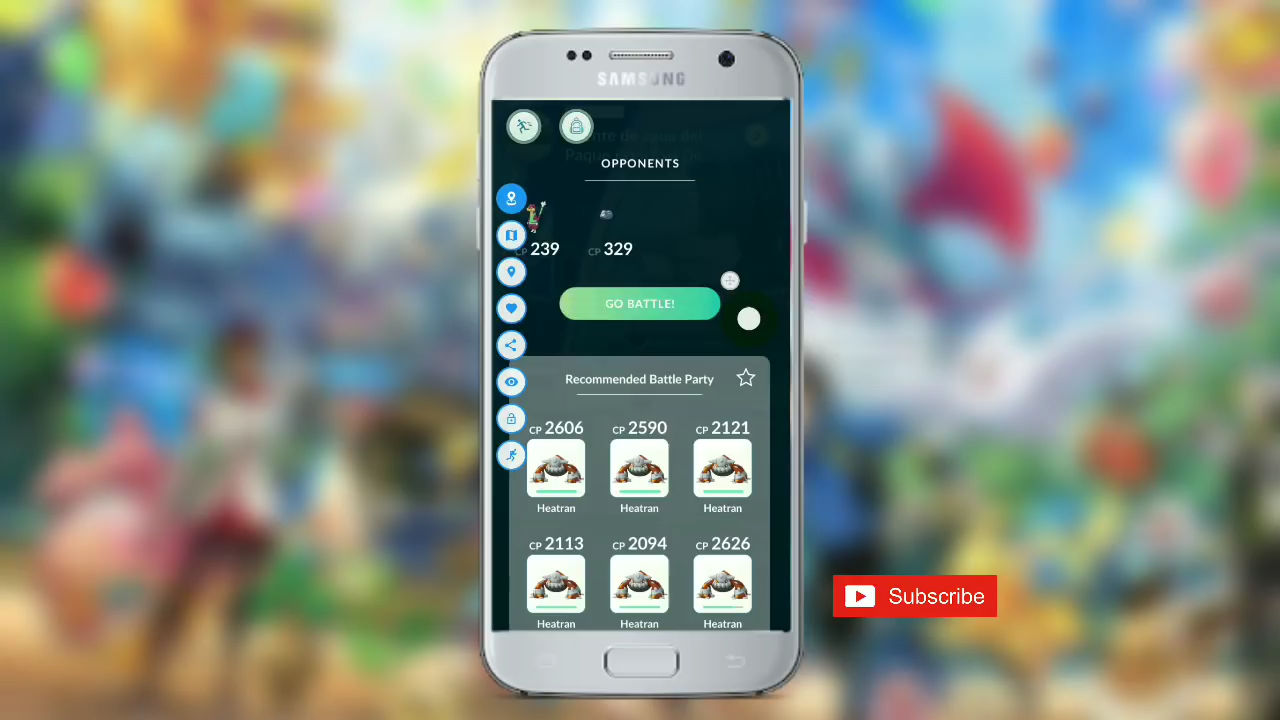 SAMSUNG
OPPONENTS
CP 239 CP 329
GO BATTLE!
Recommended Battle Party
CP 2606 CP 2590 CP 2121
Heatran Heatran Heatran
CP 2113 CP 2094 CP 2626
Heatran Heatran Heatran
Subscribe